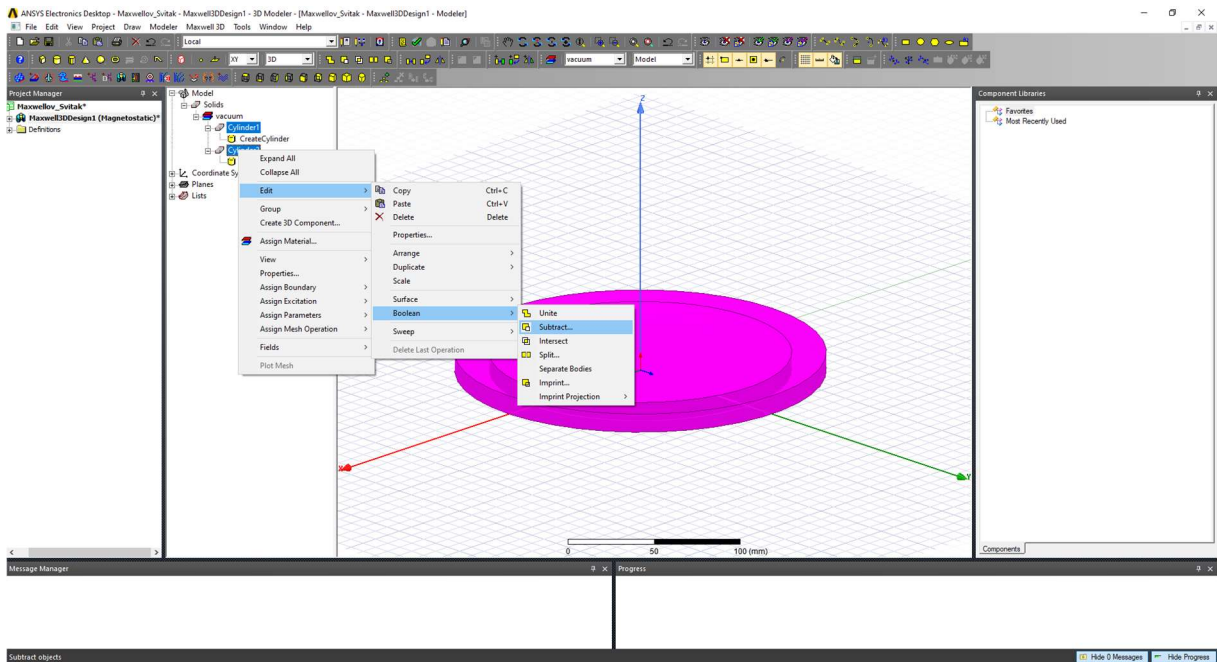 ANSYS Electronics Desktop - Maxwellov_Svitak - Maxwell3DDesign1 - 3D Modeler - [Maxwellov_Svitak - Maxwell3DDesign1 - Modeler]
File Edit View Project Draw Modeler Maxwell 3D Tools Window Help
Local
XY 3D vacuum Model
Project Manager
Maxwellov_Svitak*
Maxwell3DDesign1 (Magnetostatic)*
Definitions
Model
Solids
vacuum
Cylinder1
CreateCylinder
Coordinate Sy
Planes
Lists
Expand All
Collapse All
Edit
Group
Create 3D Component...
Assign Material...
View
Properties...
Assign Boundary
Assign Excitation
Assign Parameters
Assign Mesh Operation
Fields
Plot Mesh
Copy Ctrl+C
Paste Ctrl+V
Delete Delete
Properties...
Arrange
Duplicate
Scale
Surface
Boolean
Sweep
Delete Last Operation
Unite
Subtract...
Intersect
Split...
Separate Bodies
Imprint...
Imprint Projection
Z
X
Y
0 50 100 (mm)
Component Libraries
Favorites
Most Recently Used
Components
Message Manager
Progress
Subtract objects
Hide 0 Messages
Hide Progress